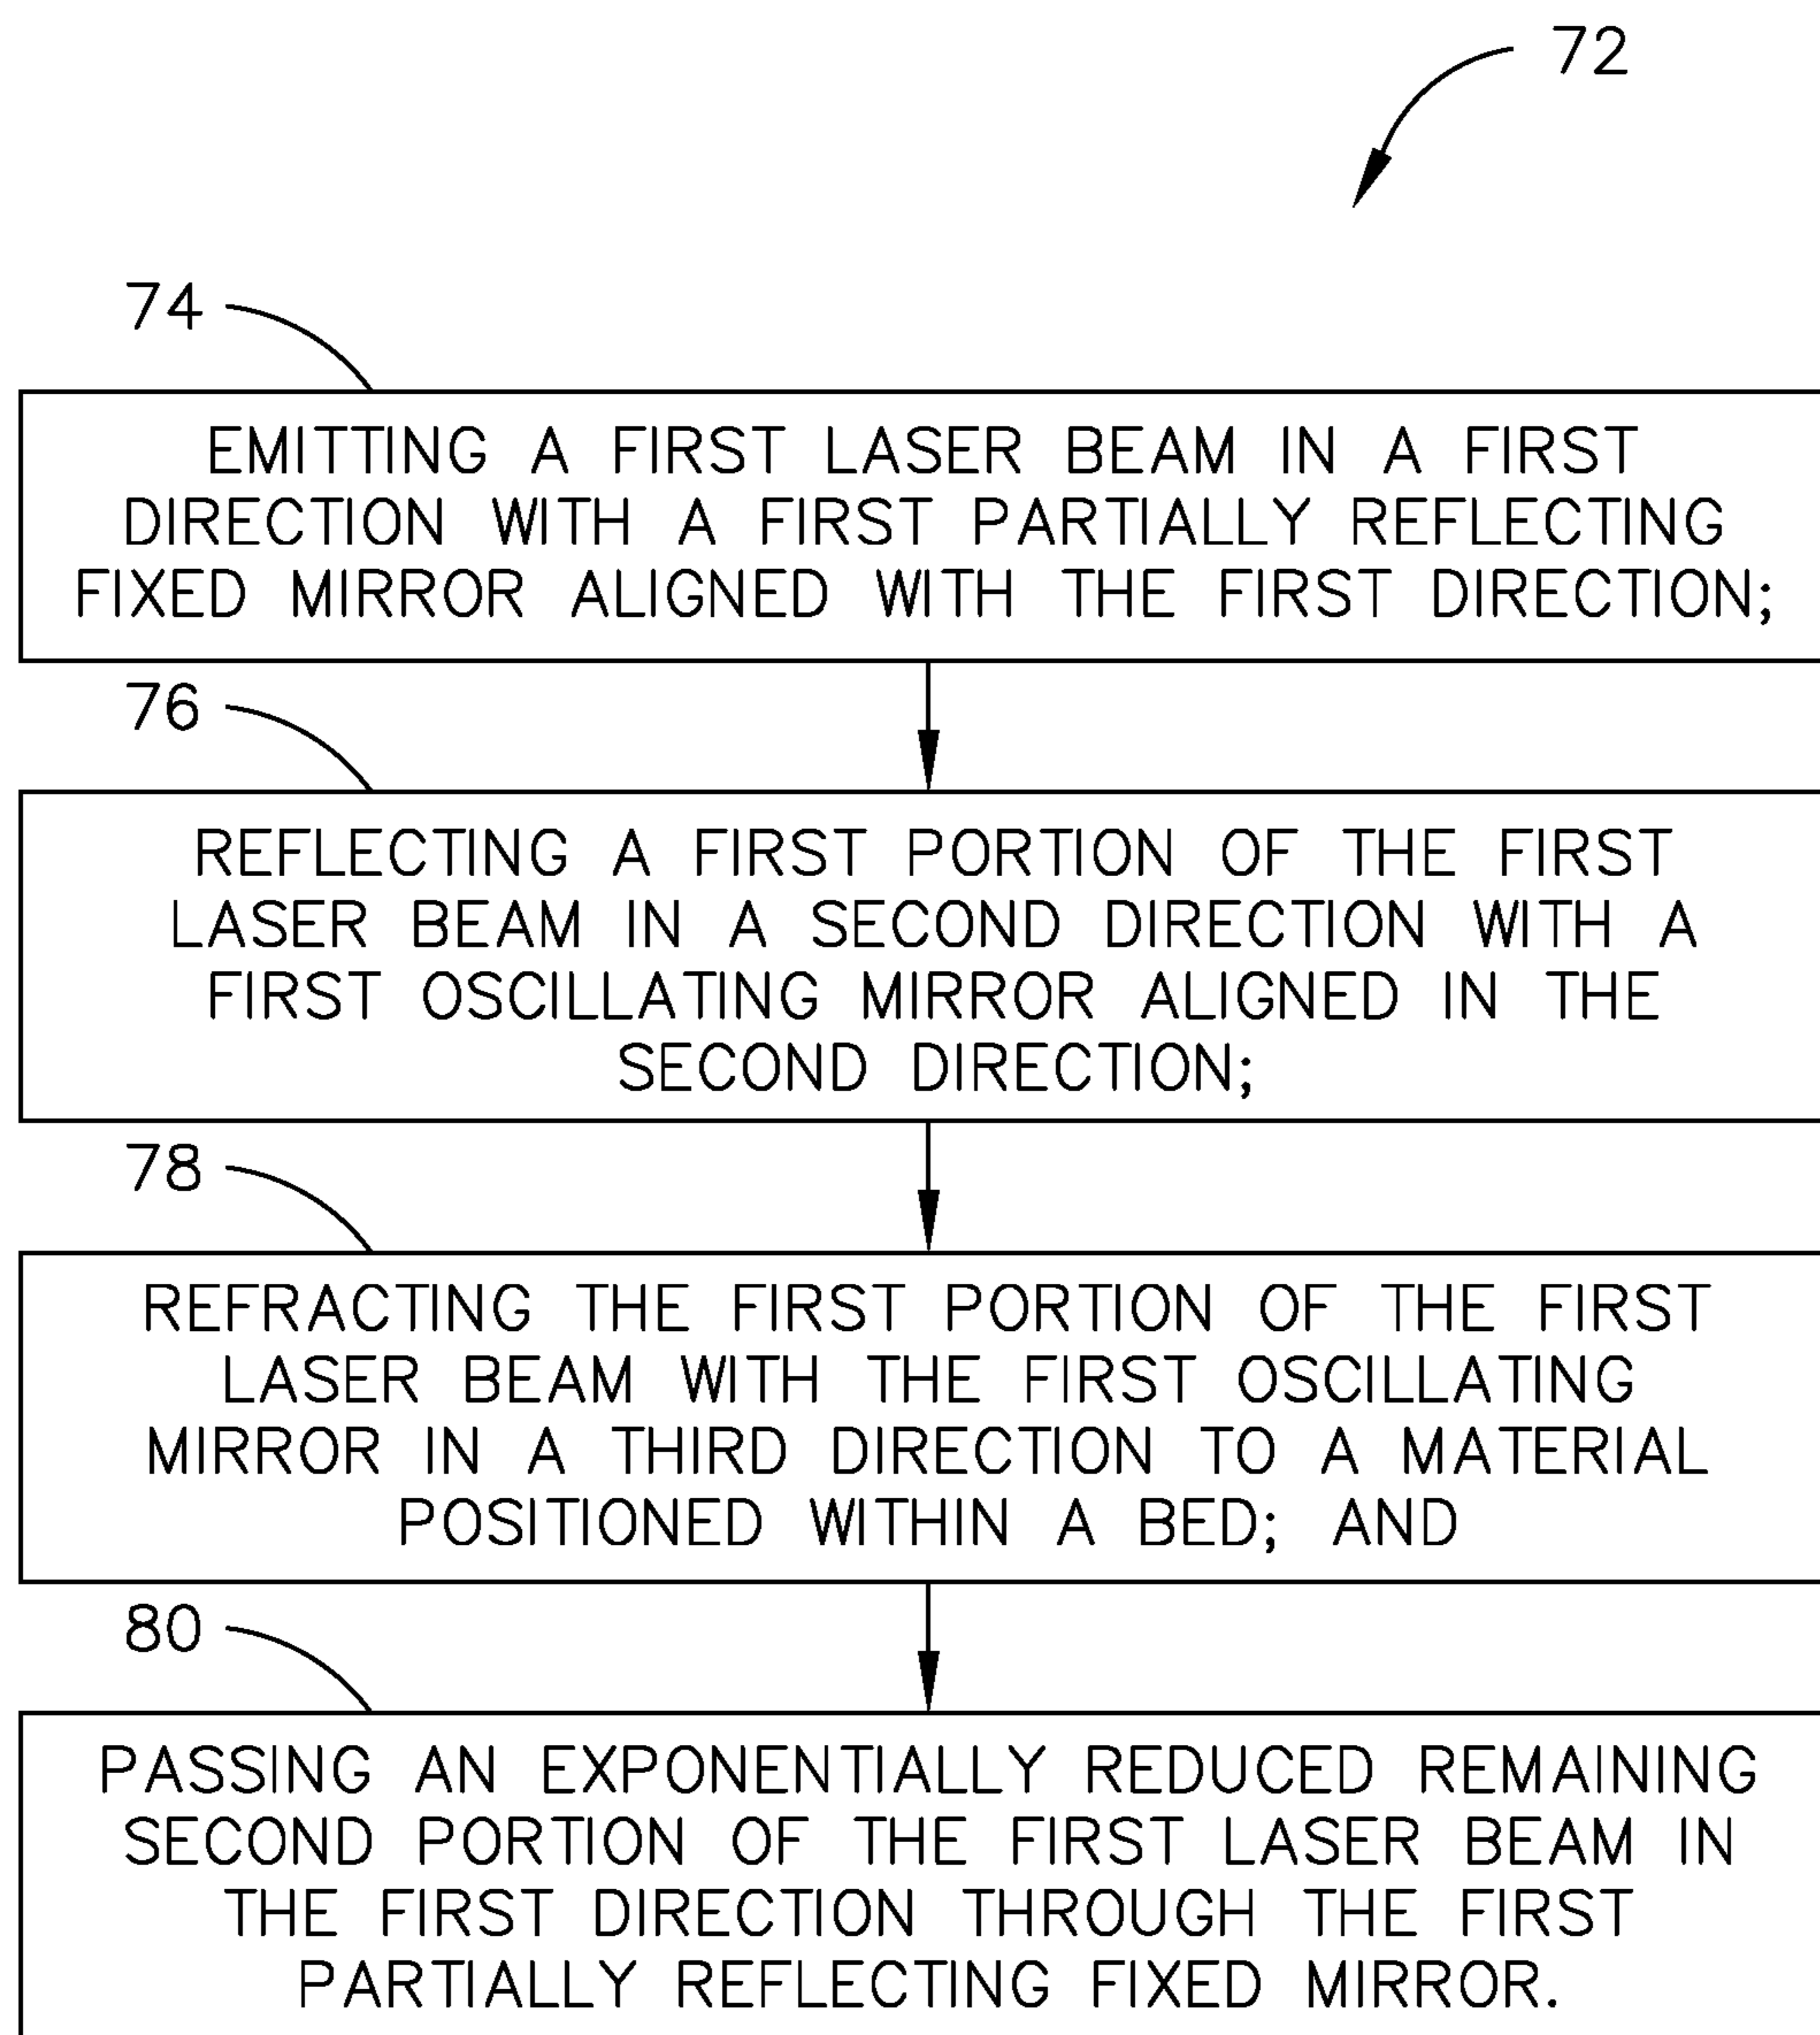 72
74
EMITTING A FIRST LASER BEAM IN A FIRST
DIRECTION WITH A FIRST PARTIALLY REFLECTING
FIXED MIRROR ALIGNED WITH THE FIRST DIRECTION;
76
REFLECTING A FIRST PORTION OF THE FIRST
LASER BEAM IN A SECOND DIRECTION WITH A
FIRST OSCILLATING MIRROR ALIGNED IN THE
SECOND DIRECTION;
78
REFRACTING THE FIRST PORTION OF THE FIRST
LASER BEAM WITH THE FIRST OSCILLATING
MIRROR IN A THIRD DIRECTION TO A MATERIAL
POSITIONED WITHIN A BED; AND
80
PASSING AN EXPONENTIALLY REDUCED REMAINING
SECOND PORTION OF THE FIRST LASER BEAM IN
THE FIRST DIRECTION THROUGH THE FIRST
PARTIALLY REFLECTING FIXED MIRROR.